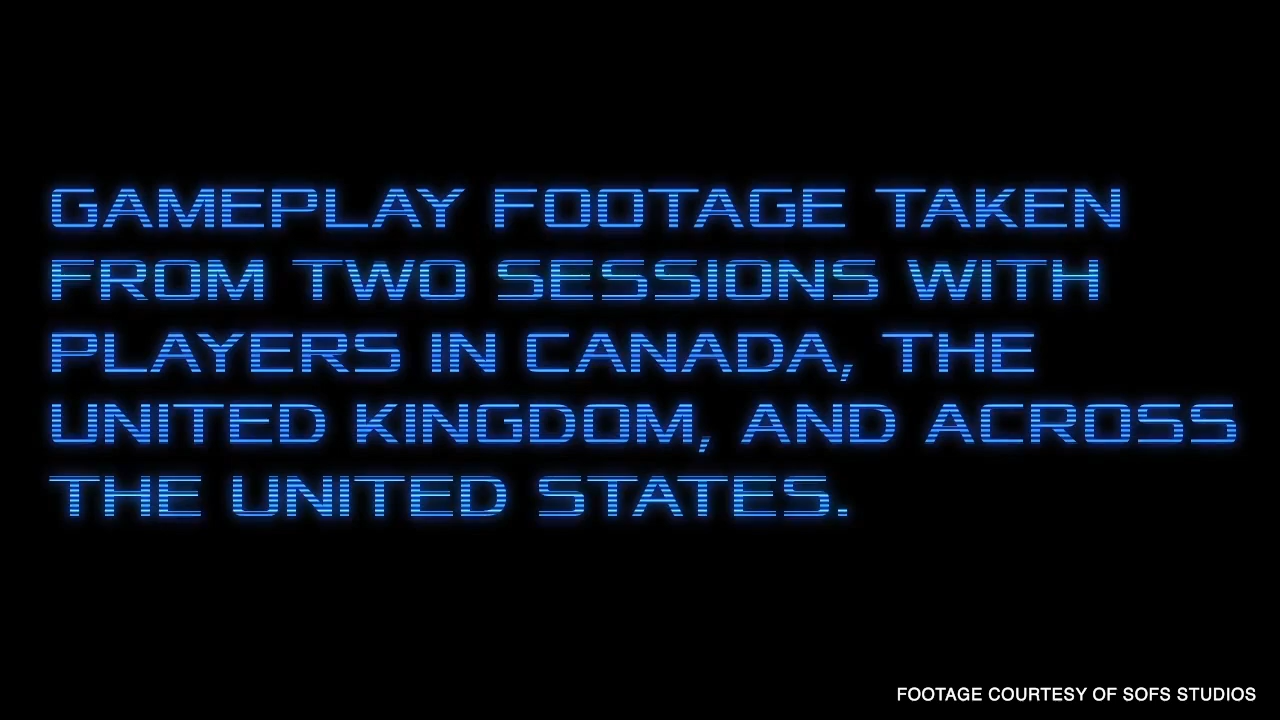 GAMEPLAY FOOTAGE TAKEN
FROM TWO SESSIONS WITH
PLAYERS IN CANADA, THE
UNITED KINGDOM, AND ACROSS
THE UNITED STATES.
FOOTAGE COURTESY OF SOFS STUDIOS